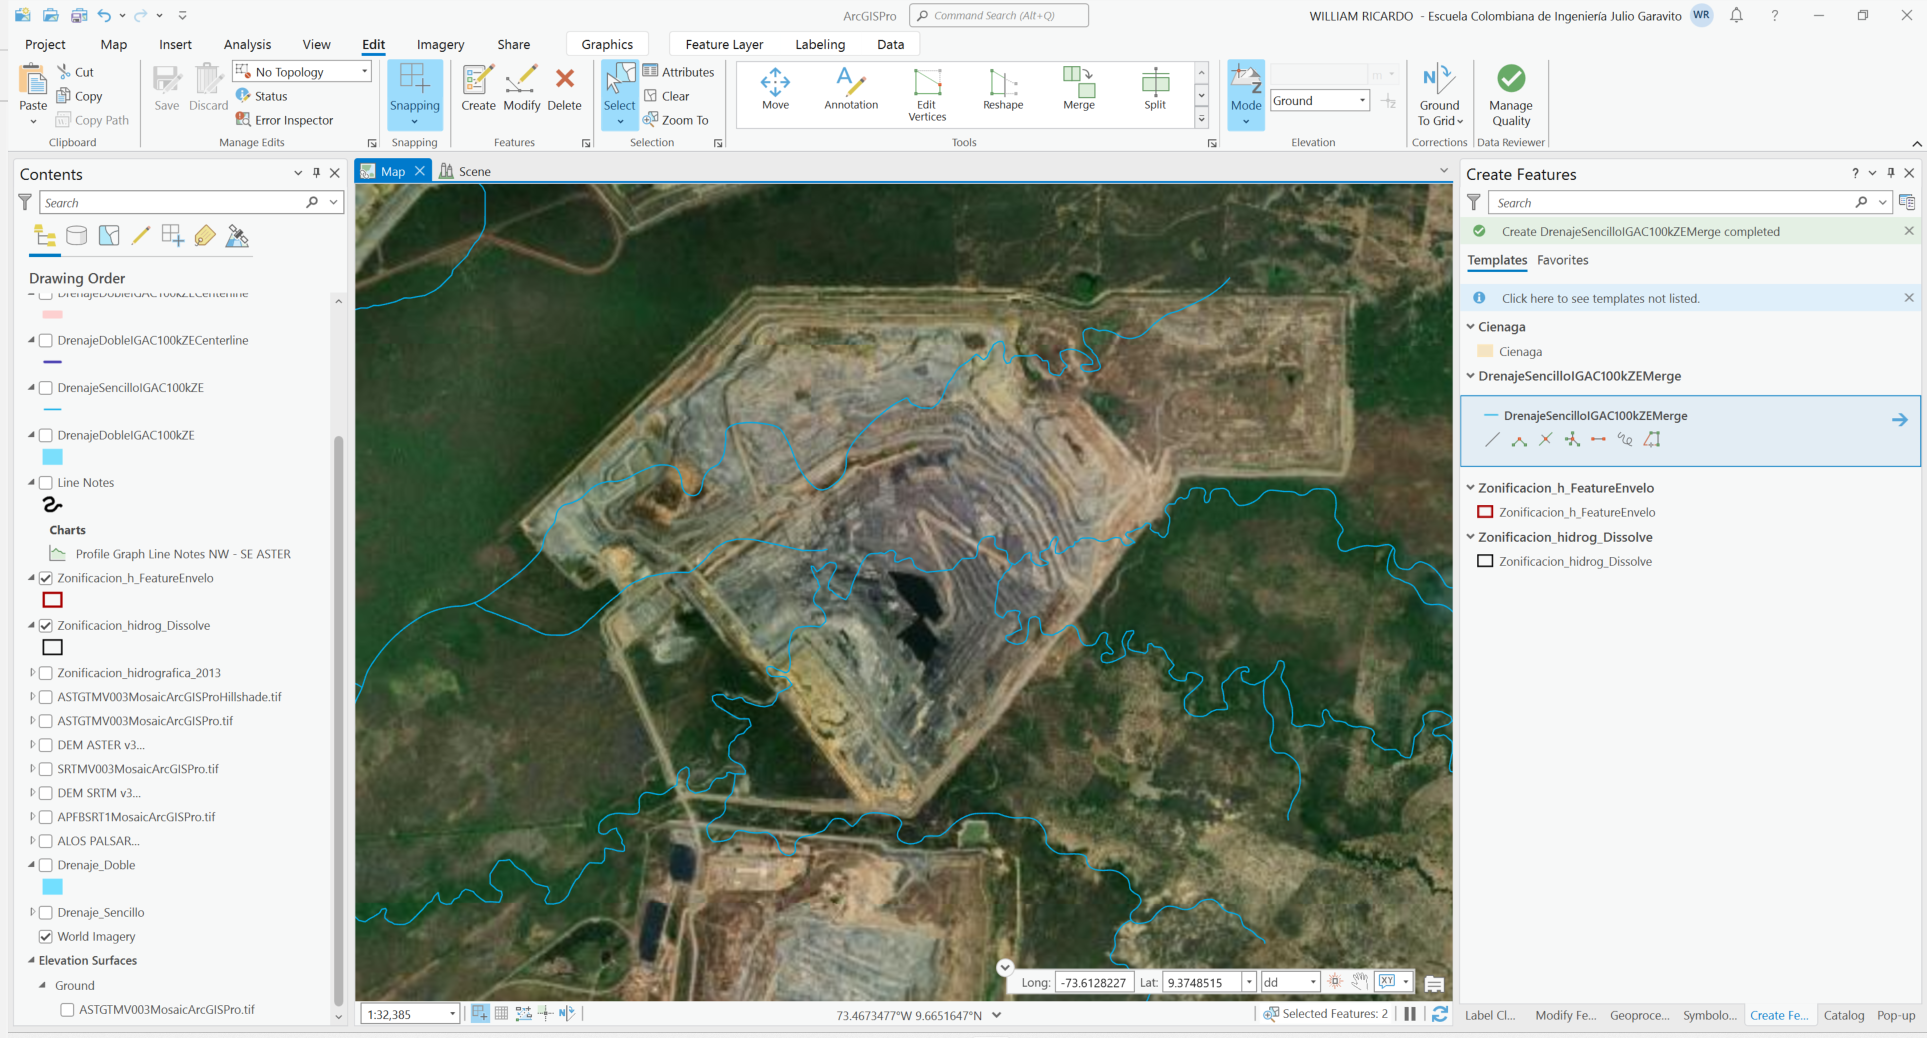 ArcGISPro
Command Search (Alt+Q)
WILLIAM RICARDO - Escuela Colombiana de Ingeniería Julio Garavito
WR
?
Project Map Insert Analysis View Edit Imagery Share Graphics Feature Layer Labeling Data
Paste
Cut
Copy
Copy Path
Clipboard
Save
Discard
No Topology
Status
Error Inspector
Manage Edits
Snapping
Snapping
Create
Modify
Delete
Features
Select
Attributes
Clear
Zoom To
Selection
Move
Annotation
Edit
Vertices
Reshape
Merge
Split
Tools
Mode
m
Ground
Elevation
Ground
To Grid
Corrections
Manage
Quality
Data Reviewer
Contents
Search
Drawing Order
DrenajeDobleIGAC100kZECenterline
DrenajeDobleIGAC100kZECenterline
DrenajeSencilloIGAC100kZE
DrenajeDobleIGAC100kZE
Line Notes
Charts
Profile Graph Line Notes NW - SE ASTER
Zonificacion_h_FeatureEnvelo
Zonificacion_hidrog_Dissolve
Zonificacion_hidrografica_2013
ASTGTMV003MosaicArcGISProHillshade.tif
ASTGTMV003MosaicArcGISPro.tif
DEM ASTER v3...
SRTMV003MosaicArcGISPro.tif
DEM SRTM v3...
APFBSRT1MosaicArcGISPro.tif
ALOS PALSAR...
Drenaje_Doble
Drenaje_Sencillo
World Imagery
Elevation Surfaces
Ground
ASTGTMV003MosaicArcGISPro.tif
Map
Scene
Long: -73.6128227 Lat: 9.3748515 dd
XY
1:32,385
73.4673477°W 9.6651647°N
Selected Features: 2
Create Features
?
Search
Create DrenajeSencilloIGAC100kZEMerge completed
Templates Favorites
Click here to see templates not listed.
Cienaga
Cienaga
DrenajeSencilloIGAC100kZEMerge
DrenajeSencilloIGAC100kZEMerge
Zonificacion_h_FeatureEnvelo
Zonificacion_h_FeatureEnvelo
Zonificacion_hidrog_Dissolve
Zonificacion_hidrog_Dissolve
Label Cl... Modify Fe... Geoproce... Symbolo... Create Fe... Catalog Pop-up